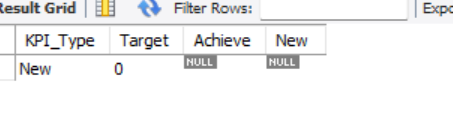 Result Grid Filter Rows: Expo
KPI_Type Target Achieve New
New 0 NULL NULL